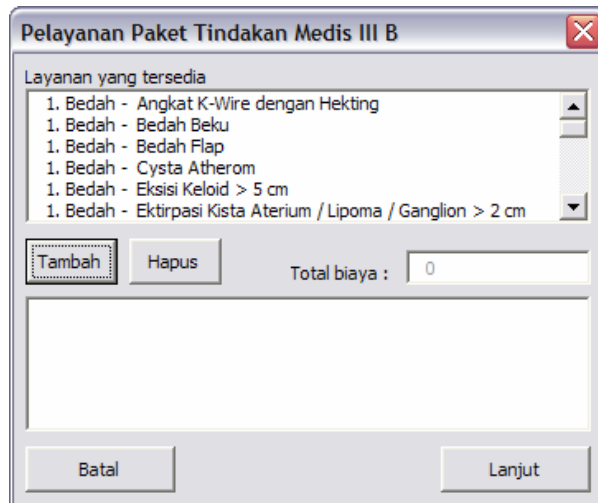 Pelayanan Paket Tindakan Medis III B
Layanan yang tersedia
1. Bedah - Angkat K-Wire dengan Hekting
1. Bedah - Bedah Beku
1. Bedah - Bedah Flap
1. Bedah - Cysta Atherom
1. Bedah - Eksisi Keloid > 5 cm
1. Bedah - Ektirpasi Kista Aterium / Lipoma / Ganglion > 2 cm
Tambah Hapus Total biaya : 0
Batal Lanjut